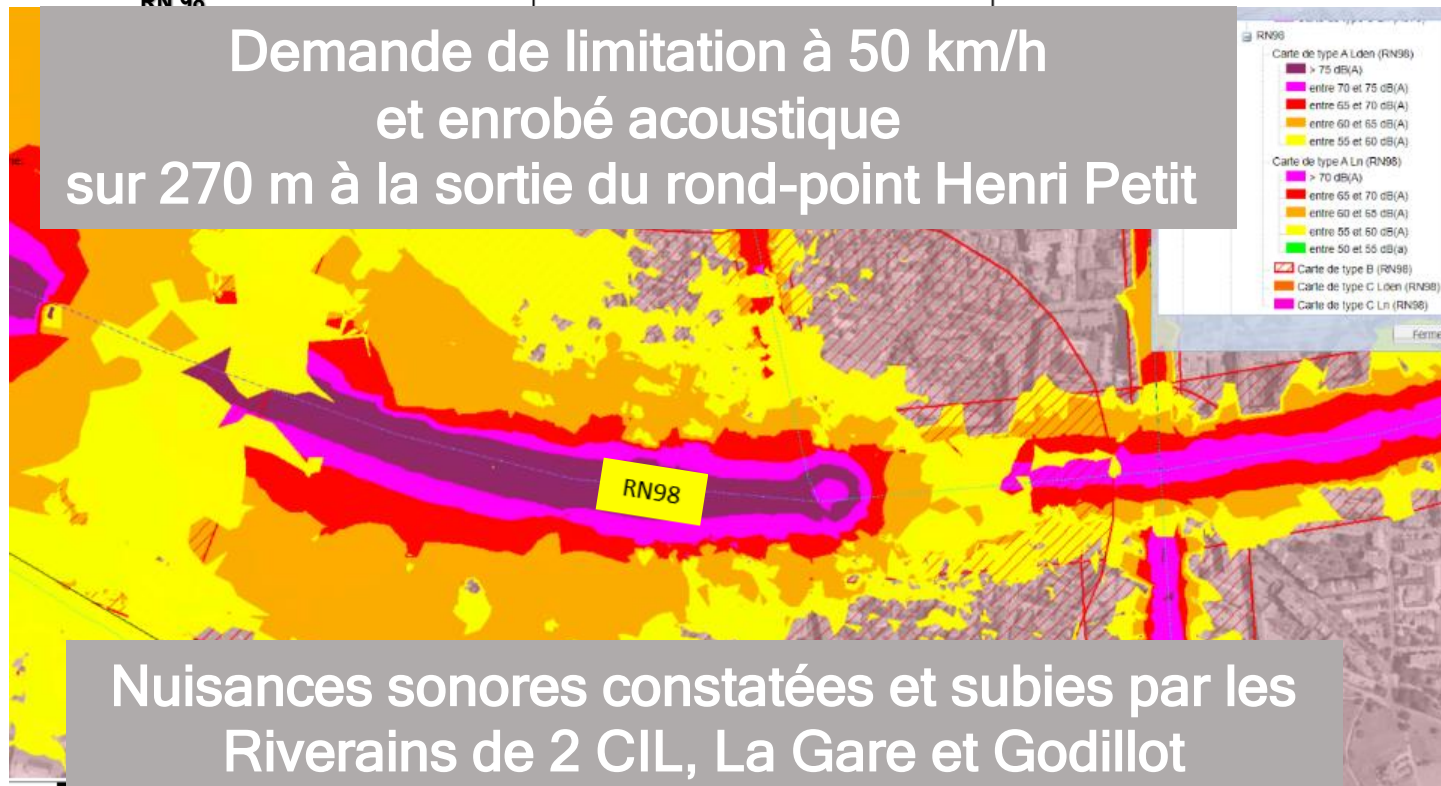 RN 98
Demande de limitation à 50 km/h
et enrobé acoustique
sur 270 m à la sortie du rond-point Henri Petit
RN98
Carte de type A Lden (RN98)
> 75 dB(A)
entre 70 et 75 dB(A)
entre 65 et 70 dB(A)
entre 60 et 65 dB(A)
entre 55 et 60 dB(A)
Carte de type A Ln (RN98)
> 70 dB(A)
entre 65 et 70 dB(A)
entre 60 et 65 dB(A)
entre 55 et 60 dB(A)
entre 50 et 55 dB(a)
Carte de type B (RN98)
Carte de type C Lden (RN98)
Carte de type C Ln (RN98)
Ferme
RN98
Nuisances sonores constatées et subies par les
Riverains de 2 CIL, La Gare et Godillot